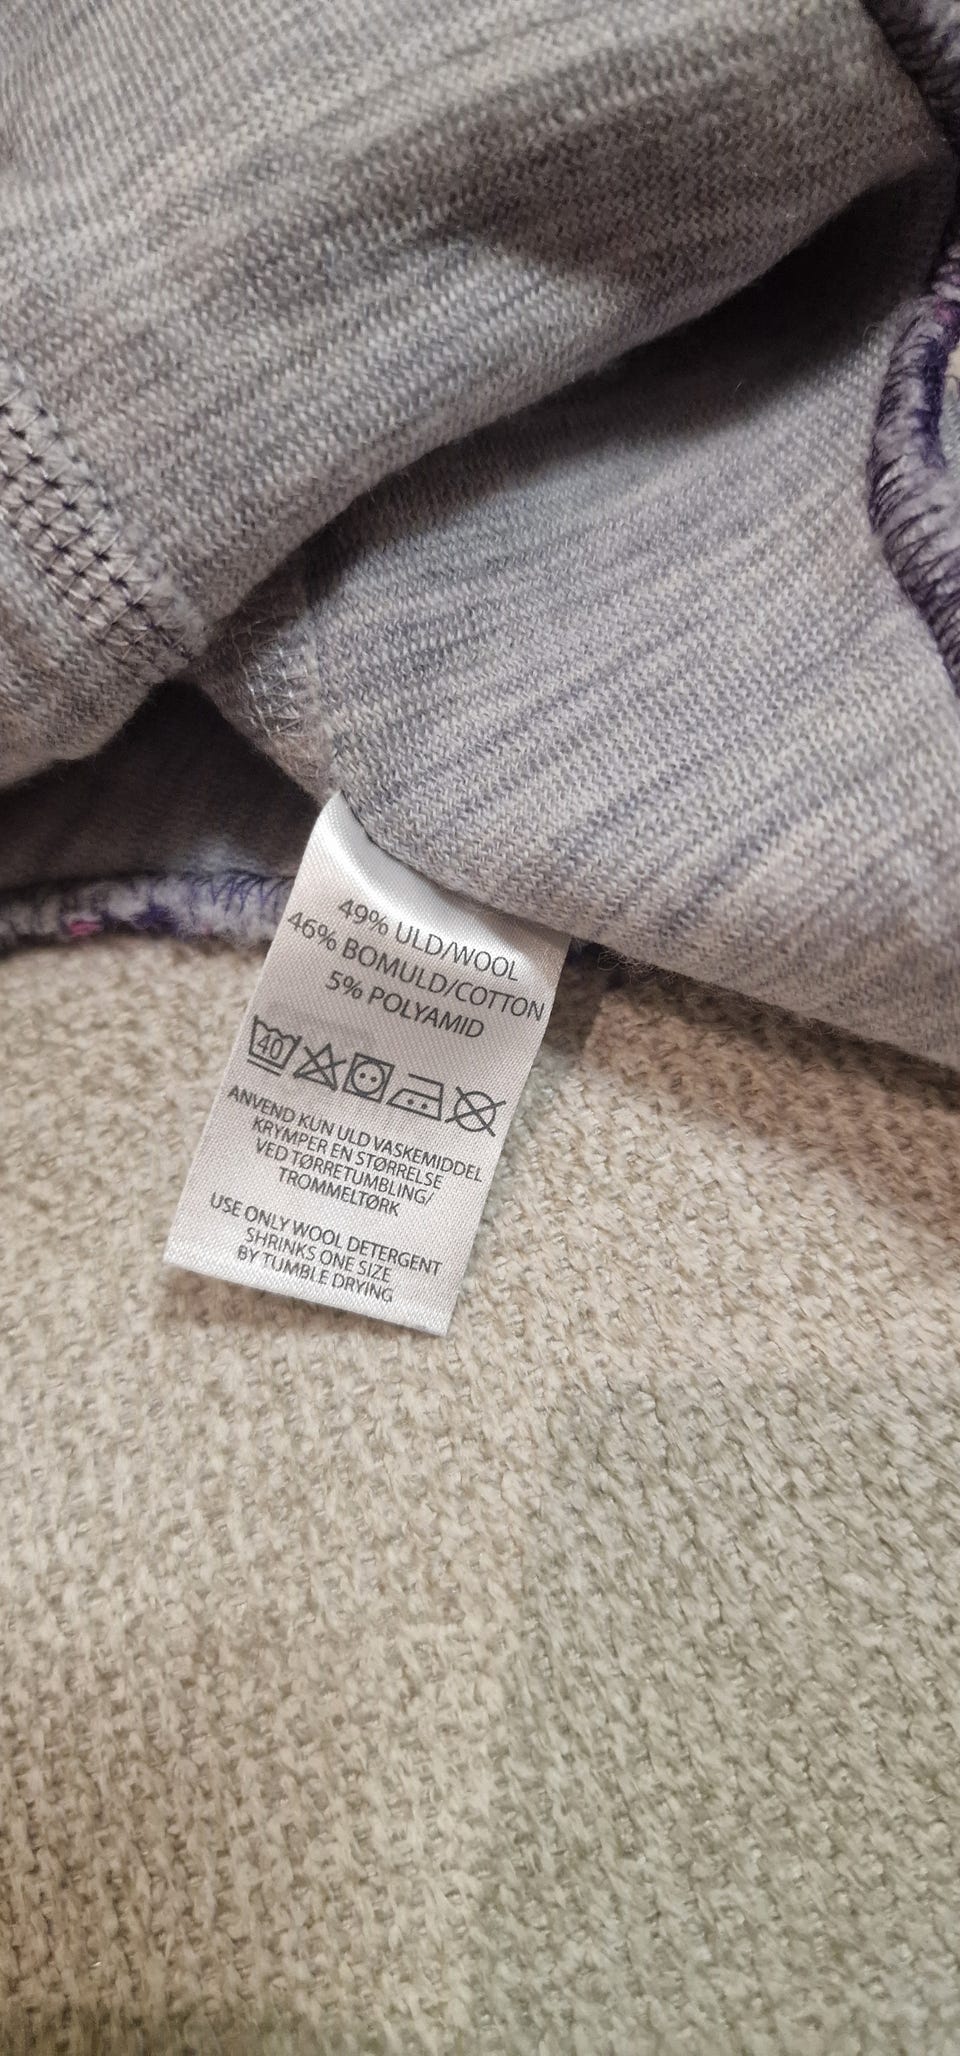 49% ULD/WOOL
46% BOMULD/COTTON
5% POLYAMID
40
ANVEND KUN ULD VASKEMIDDEL
KRYMPER EN STØRRELSE
VED TØRRETUMBLING/
TROMMELTØRK
USE ONLY WOOL DETERGENT
SHRINKS ONE SIZE
BY TUMBLE DRYING